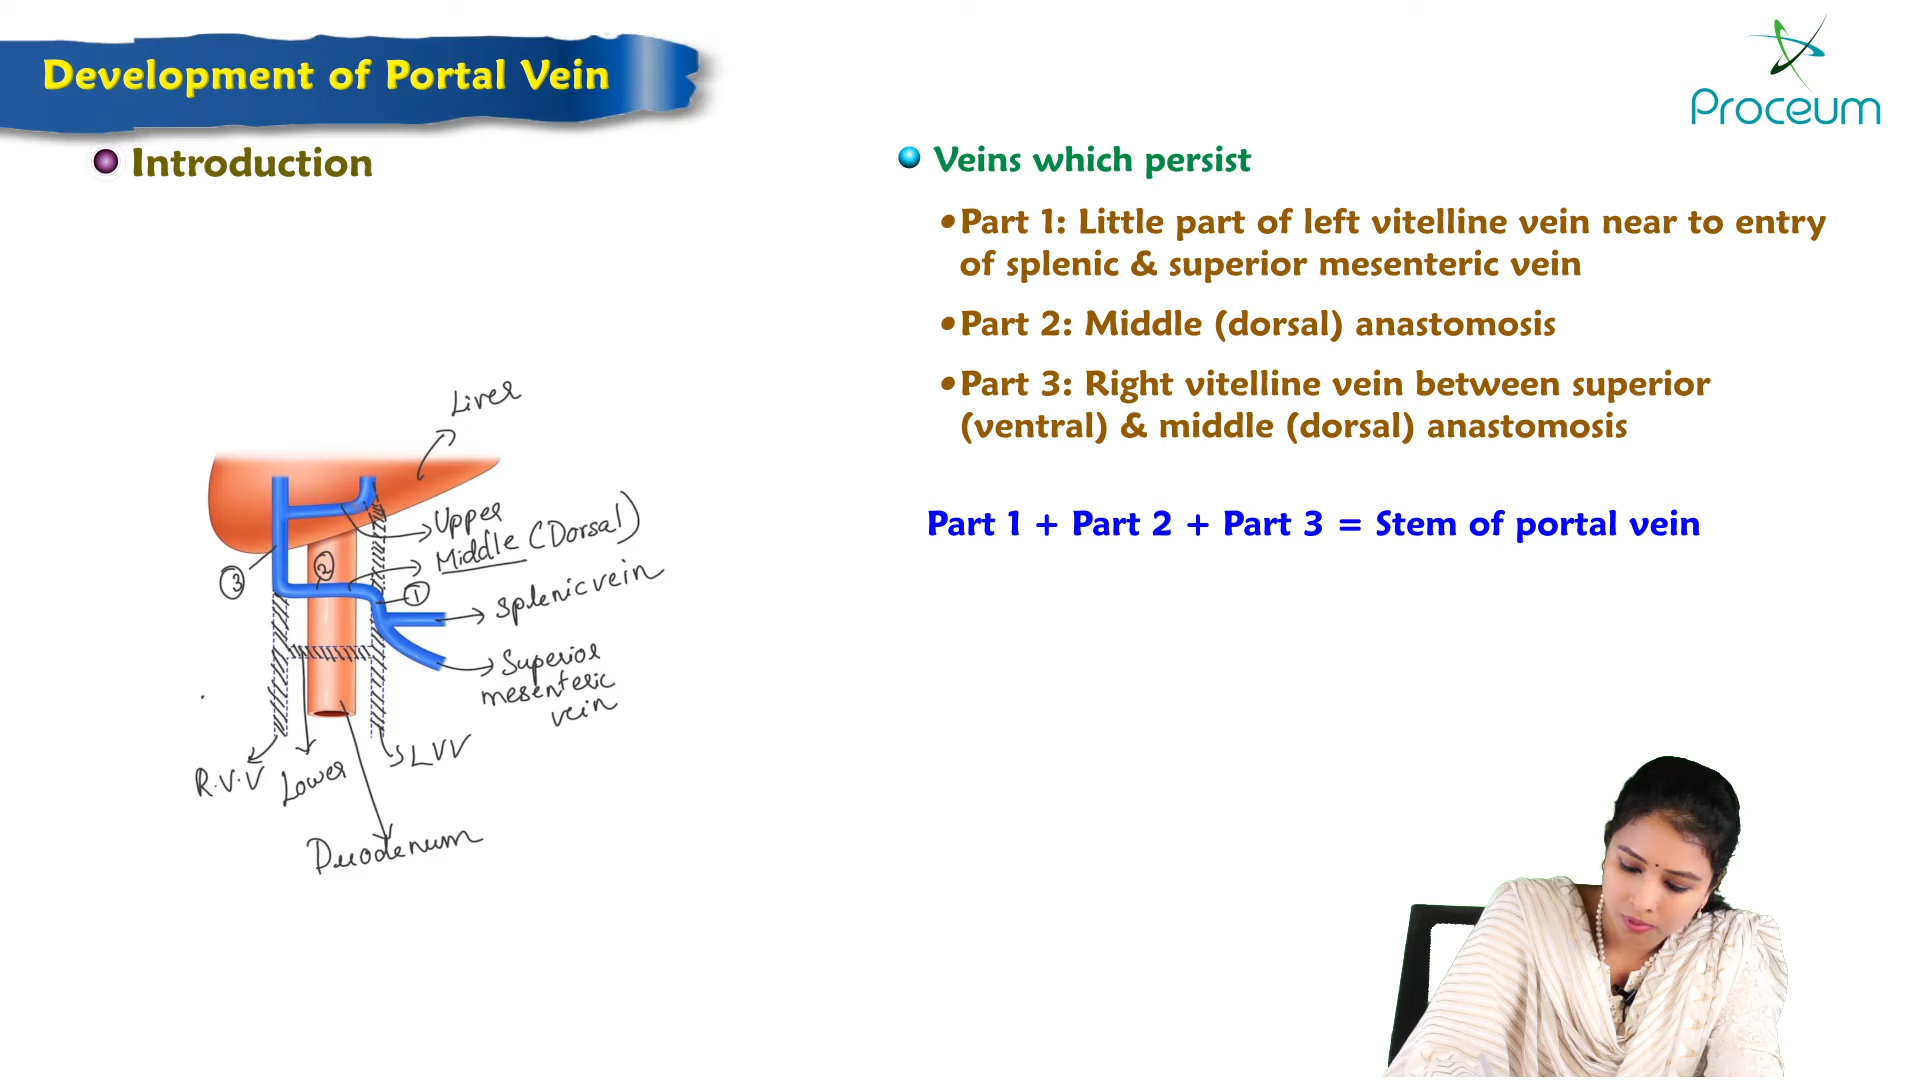 Development of Portal Vein
Proceum
Introduction
Veins which persist
•Part 1: Little part of left vitelline vein near to entry
of splenic & superior mesenteric vein
•Part 2: Middle (dorsal) anastomosis
•Part 3: Right vitelline vein between superior
(ventral) & middle (dorsal) anastomosis
Part 1 + Part 2 + Part 3 = Stem of portal vein
Liver
Upper
Middle (Dorsal)
3
2
1
Splenic vein
Superior
mesenteric
vein
R.V.V
Lower
LVV
Duodenum